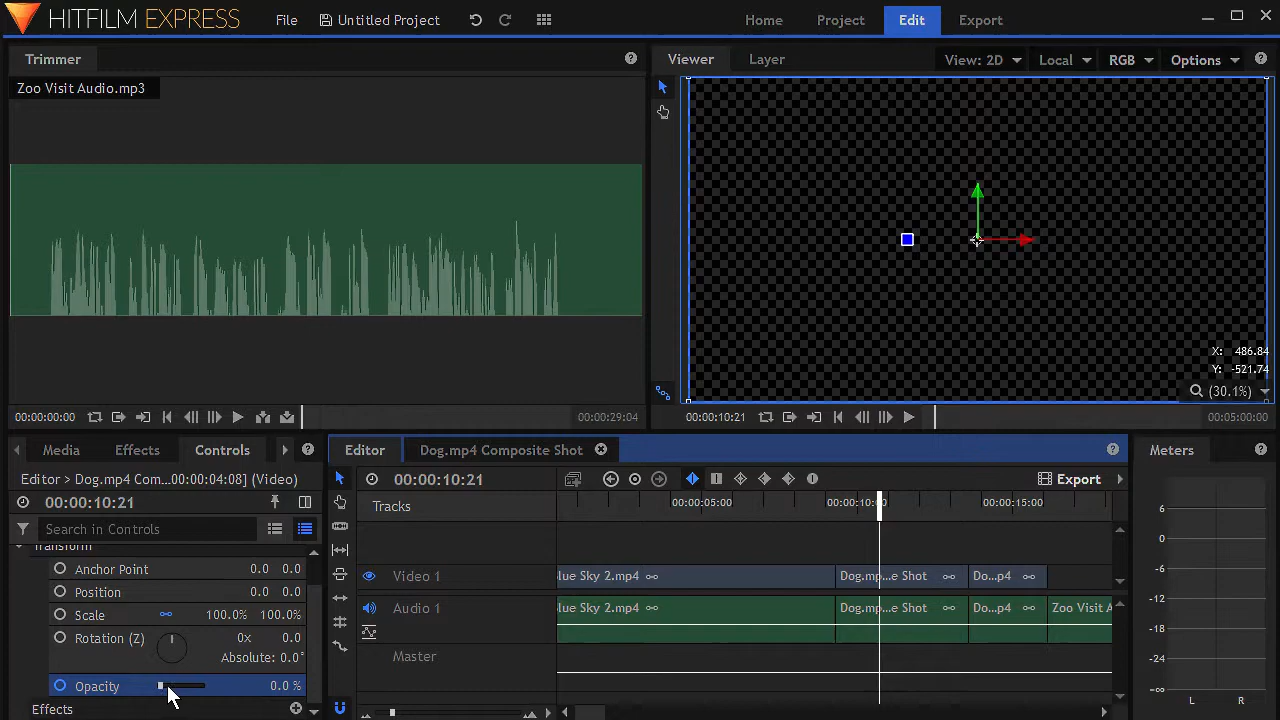 HITFILM EXPRESS
File
Untitled Project
Home
Project
Edit
Export
Trimmer
Viewer
Layer
View: 2D
Local
RGB
Options
Zoo Visit Audio.mp3
X: 486.84
Y: -521.74
(30.1%)
00:00:00:00
00:00:29:04
00:00:10:21
00:05:00:00
Media
Effects
Controls
Editor
Dog.mp4 Composite Shot
Meters
Editor > Dog.mp4 Com...00:00:04:08] (Video)
00:00:10:21
00:00:10:21
Export
Search in Controls
Tracks
00:00:05:00
00:00:15:00
Transform
Anchor Point 0.0 0.0
Position 0.0 0.0
Scale 100.0% 100.0%
Rotation (Z) 0x 0.0
Absolute: 0.0°
Opacity 0.0 %
Effects
Video 1
lue Sky 2.mp4
Dog.mp...e Shot
Do...p4
Audio 1
lue Sky 2.mp4
Dog.mp...e Shot
Do...p4
Zoo Visit A
Master
6
0
-6
-12
-18
-24
-∞
L R